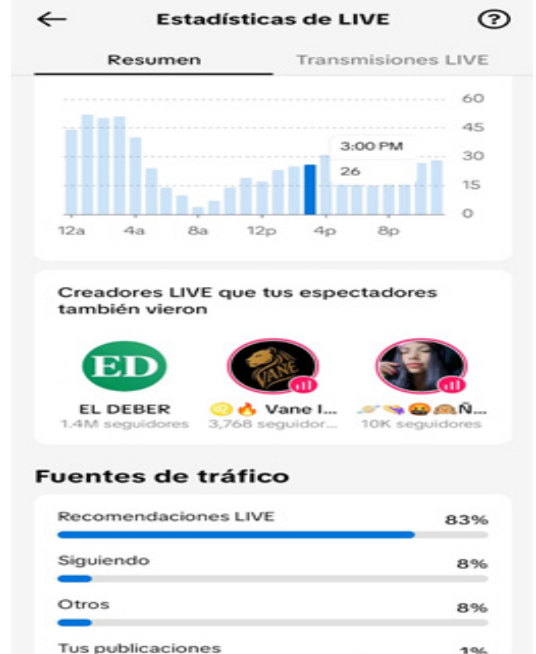 Estadísticas de LIVE
Resumen
Transmisiones LIVE
60
45
30
15
0
3:00 PM
26
12a 4a 8a 12p 4p 8p
Creadores LIVE que tus espectadores
también vieron
ED
VANE
EL DEBER
1.4M seguidores
Vane l...
3,768 seguidor...
Ñ...
10K seguidores
Fuentes de tráfico
Recomendaciones LIVE 83%
Siguiendo 8%
Otros 8%
Tus publicaciones 1%